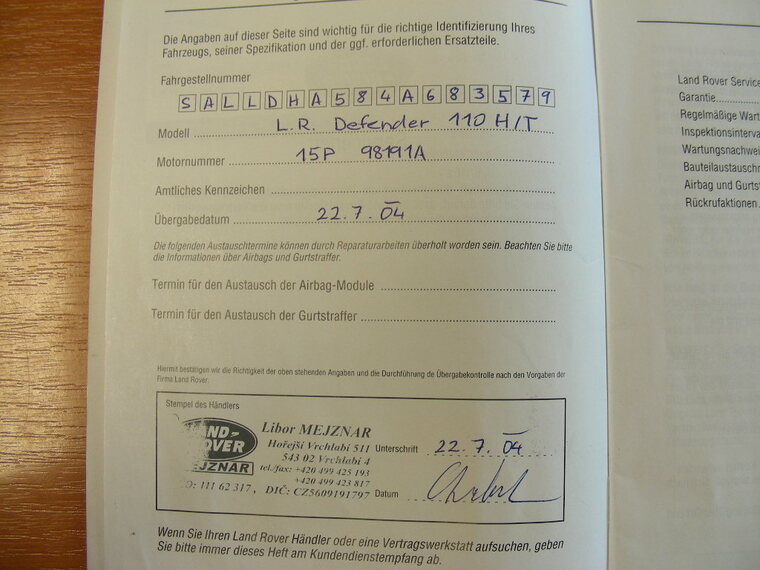 Die Angaben auf dieser Seite sind wichtig für die richtige Identifizierung Ihres
Fahrzeugs, seiner Spezifikation und der ggf. erforderlichen Ersatzteile.
Fahrgestellnummer
SALLDHA584A683579
Modell L.R. Defender 110 H/T
Motornummer 15P 98191A
Amtliches Kennzeichen
Übergabedatum 22.7.04
Die folgenden Austauschtermine können durch Reparaturarbeiten überholt worden sein. Beachten Sie bitte
die Informationen über Airbags und Gurtstraffer.
Termin für den Austausch der Airbag-Module
Termin für den Austausch der Gurtstraffer
Hiermit bestätigen wir die Richtigkeit der oben stehenden Angaben und die Durchführung de Übergabekontrolle nach den Vorgaben der
Firma Land Rover.
Stempel des Händlers
Libor MEJZNAR
Hořejší Vrchlabí 511
543 02 Vrchlabí 4
tel./fax: +420 499 425 193
+420 499 423 817
O: 111 62 317, DIČ: CZ5609191797
ND-
OVER
EJZNAR
Unterschrift 22.7.04
Datum
Wenn Sie Ihren Land Rover Händler oder eine Vertragswerkstatt aufsuchen, geben
Sie bitte immer dieses Heft am Kundendienstempfang ab.
Land Rover Service
Garantie
Regelmäßige Wart
Inspektionsinterva
Wartungsnachwei
Bauteilaustauschn
Airbag und Gurts
Rückrufaktionen